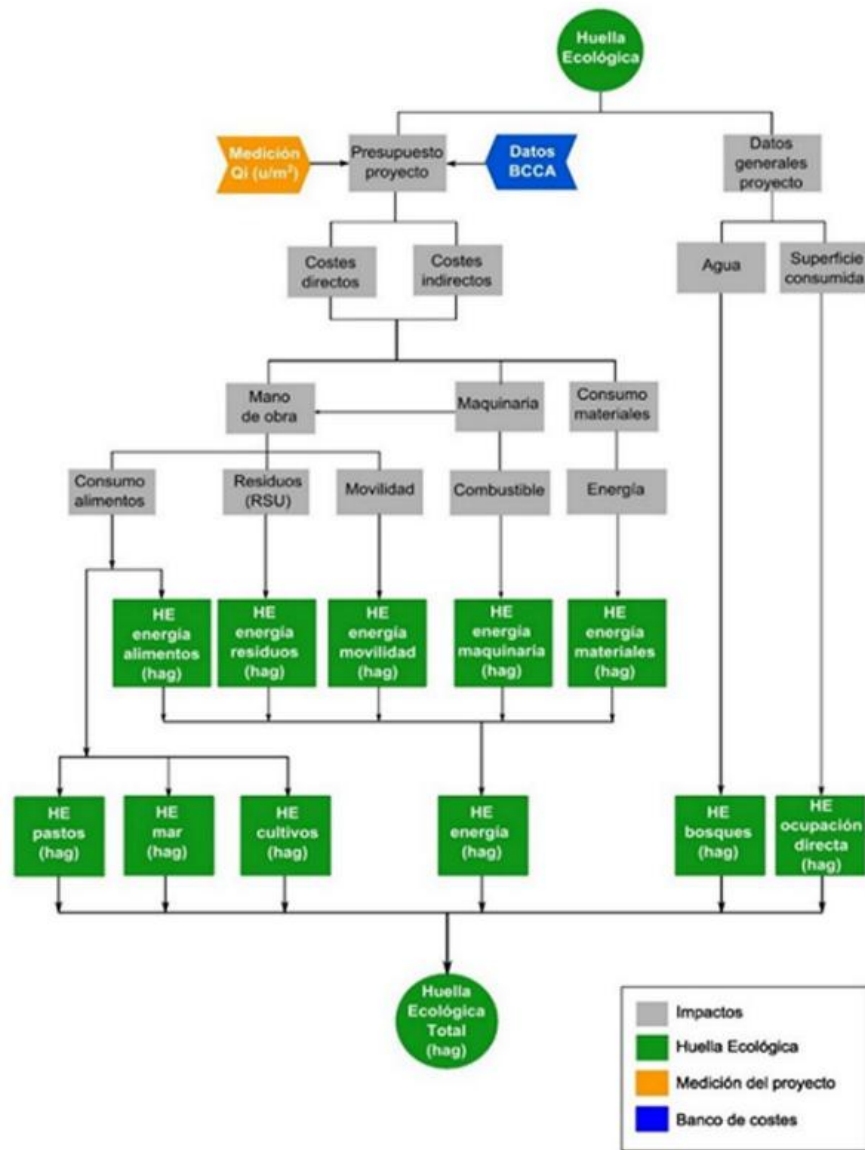 Huella
Ecológica
Medición
Qi (u/m²)
Presupuesto
proyecto
Datos
BCCA
Datos
generales
proyecto
Costes
directos
Costes
indirectos
Agua
Superficie
consumida
Mano
de obra
Maquinaria
Consumo
materiales
Consumo
alimentos
Residuos
(RSU)
Movilidad
Combustible
Energía
HE
energía
alimentos
(hag)
HE
energía
residuos
(hag)
HE
energía
movilidad
(hag)
HE
energía
maquinaría
(hag)
HE
energía
materiales
(hag)
HE
pastos
(hag)
HE
mar
(hag)
HE
cultivos
(hag)
HE
energía
(hag)
HE
bosques
(hag)
HE
ocupación
directa
(hag)
Huella
Ecológica
Total
(hag)
Impactos
Huella Ecológica
Medición del proyecto
Banco de costes